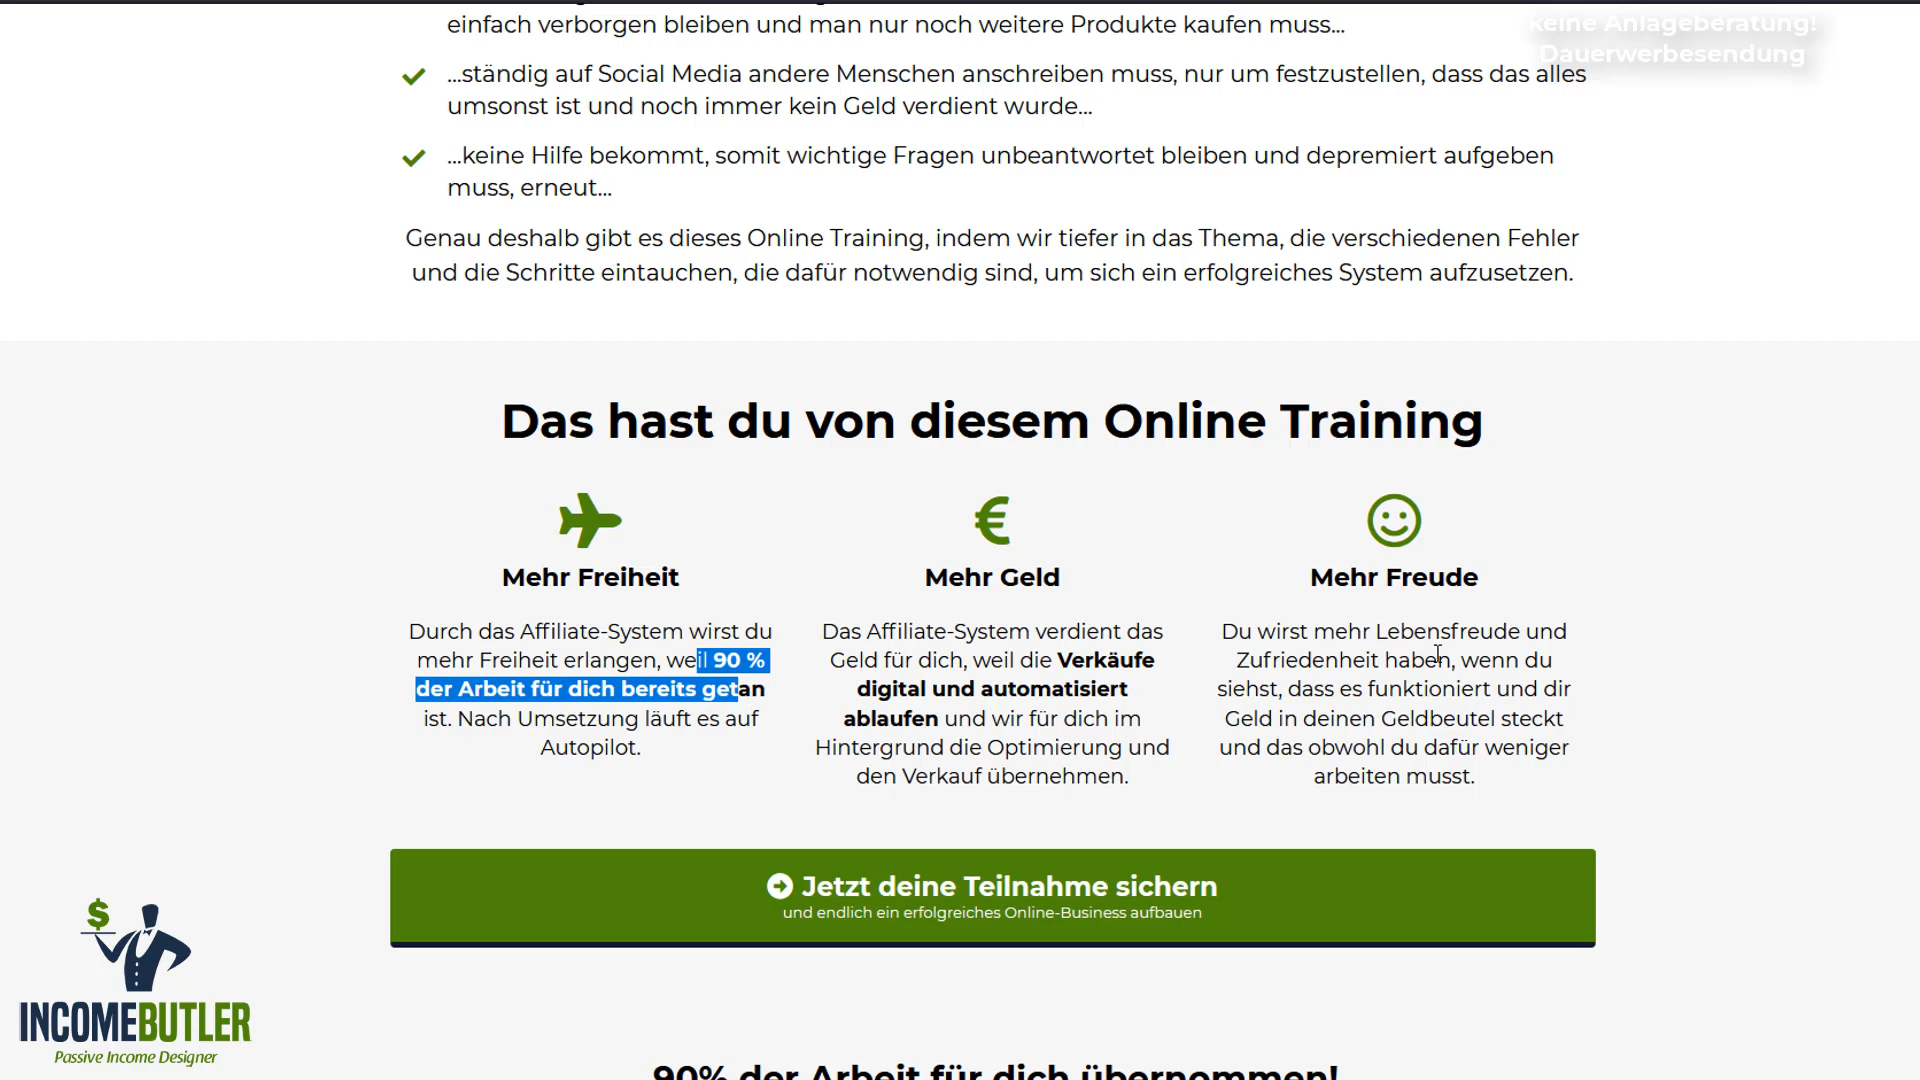 einfach verborgen bleiben und man nur noch weitere Produkte kaufen muss...
keine Anlageberatung!
Dauerwerbesendung
...ständig auf Social Media andere Menschen anschreiben muss, nur um festzustellen, dass das alles
umsonst ist und noch immer kein Geld verdient wurde...
...keine Hilfe bekommt, somit wichtige Fragen unbeantwortet bleiben und depremiert aufgeben
muss, erneut...
Genau deshalb gibt es dieses Online Training, indem wir tiefer in das Thema, die verschiedenen Fehler
und die Schritte eintauchen, die dafür notwendig sind, um sich ein erfolgreiches System aufzusetzen.
Das hast du von diesem Online Training
Mehr Freiheit
Durch das Affiliate-System wirst du
mehr Freiheit erlangen, weil 90 %
der Arbeit für dich bereits getan
ist. Nach Umsetzung läuft es auf
Autopilot.
€
Mehr Geld
Das Affiliate-System verdient das
Geld für dich, weil die Verkäufe
digital und automatisiert
ablaufen und wir für dich im
Hintergrund die Optimierung und
den Verkauf übernehmen.
Mehr Freude
Du wirst mehr Lebensfreude und
Zufriedenheit haben, wenn du
siehst, dass es funktioniert und dir
Geld in deinen Geldbeutel steckt
und das obwohl du dafür weniger
arbeiten musst.
Jetzt deine Teilnahme sichern
und endlich ein erfolgreiches Online-Business aufbauen
$
INCOMEBUTLER
Passive Income Designer
90% der Arbeit für dich übernommen!